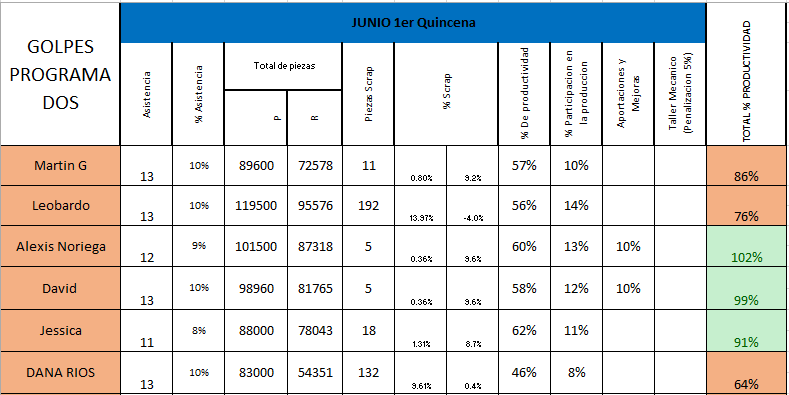 JUNIO 1er Quincena
GOLPES PROGRAMADOS
Asistencia
% Asistencia
Total de piezas
P
R
Piezas Scrap
% Scrap
% De productividad
% Participacion en la produccion
Aportaciones y Mejoras
Taller Mecanico (Penalizacion 5%)
TOTAL % PRODUCTIVIDAD
Martin G 13 10% 89600 72578 11 0.80% 9.2% 57% 10% 86%
Leobardo 13 10% 119500 95576 192 13.97% -4.0% 56% 14% 76%
Alexis Noriega 12 9% 101500 87318 5 0.36% 9.6% 60% 13% 10% 102%
David 13 10% 98960 81765 5 0.36% 9.6% 58% 12% 10% 99%
Jessica 11 8% 88000 78043 18 1.31% 8.7% 62% 11% 91%
DANA RIOS 13 10% 83000 54351 132 9.61% 0.4% 46% 8% 64%